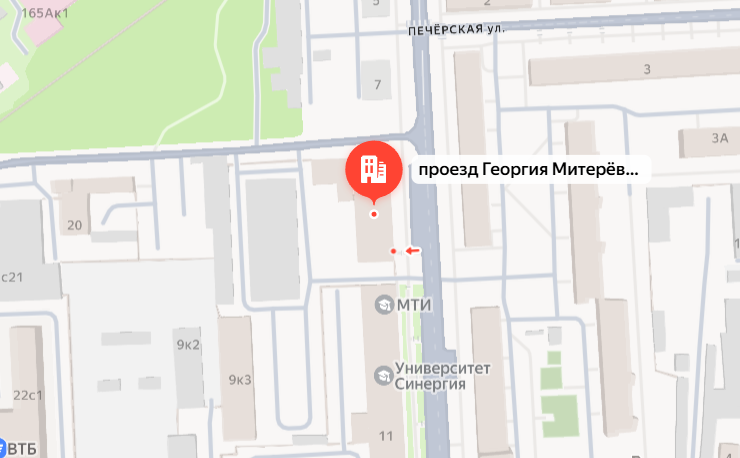 165Ак1
5
2
ПЕЧЁРСКАЯ ул.
7
3
3А
проезд Георгия Митерёв...
20
с21
МТИ
9к2
Университет
Синергия
9к3
22с1
11
ВТБ